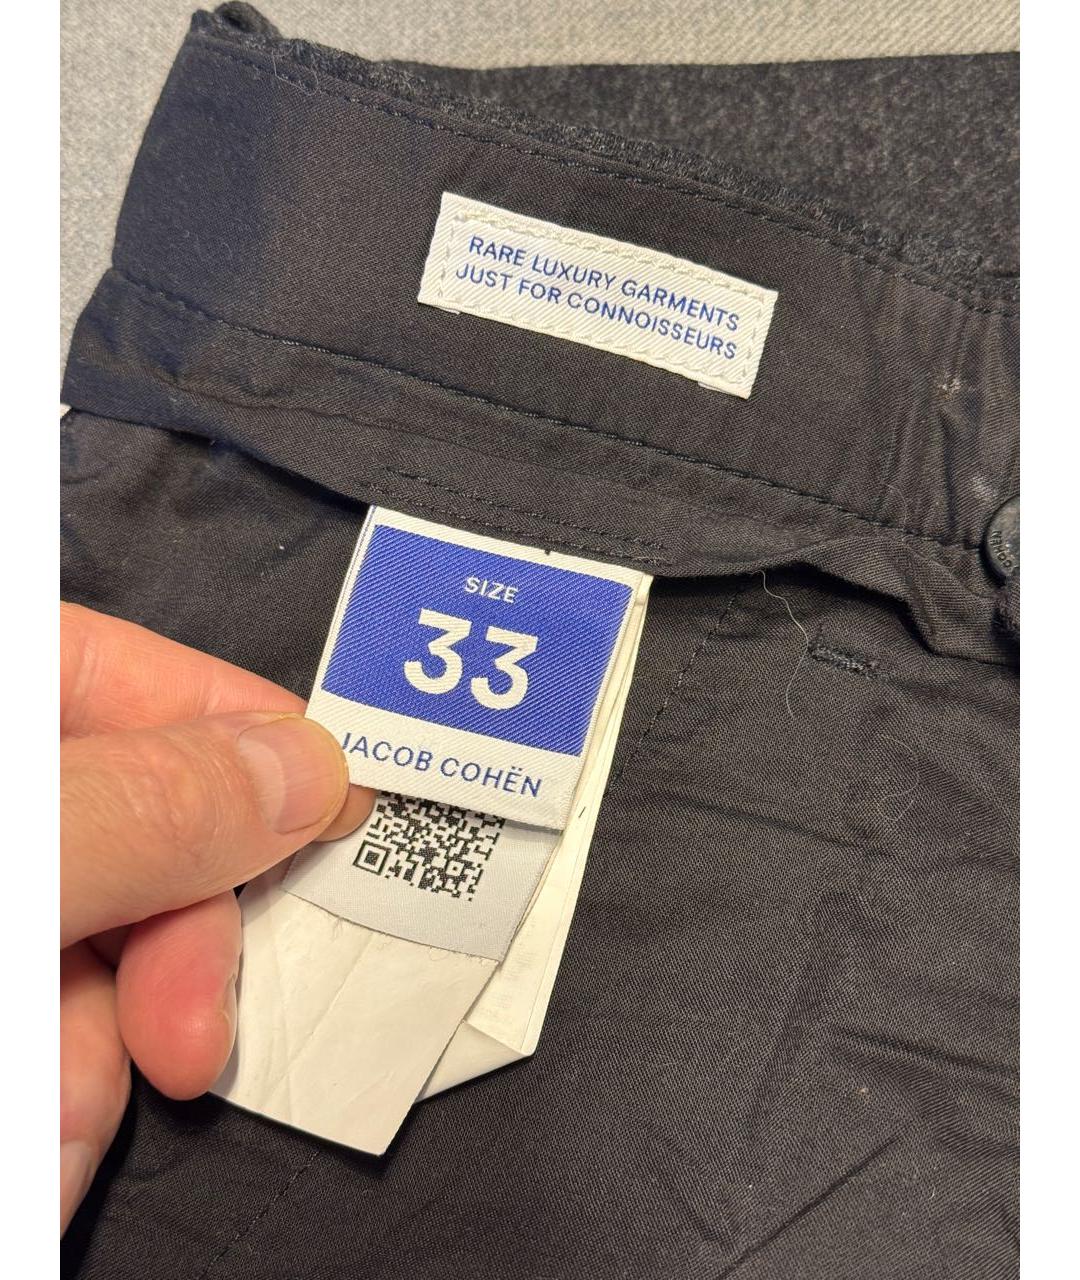 RARE LUXURY GARMENTS
JUST FOR CONNOISSEURS
SIZE
33
JACOB COHËN